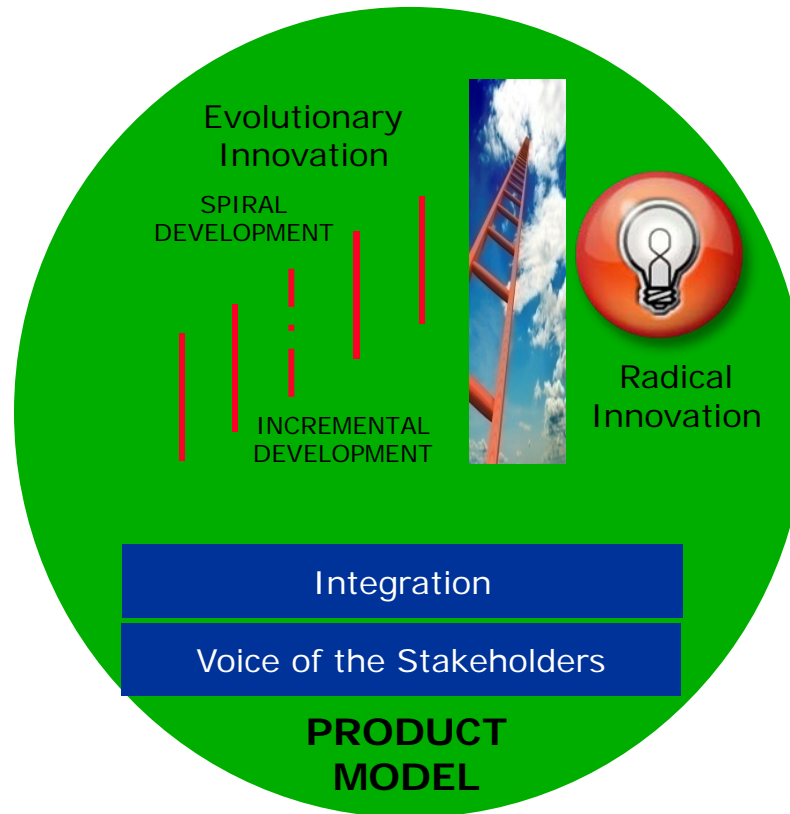 Evolutionary
Innovation
SPIRAL
DEVELOPMENT
INCREMENTAL
DEVELOPMENT
Radical
Innovation
Integration
Voice of the Stakeholders
PRODUCT
MODEL